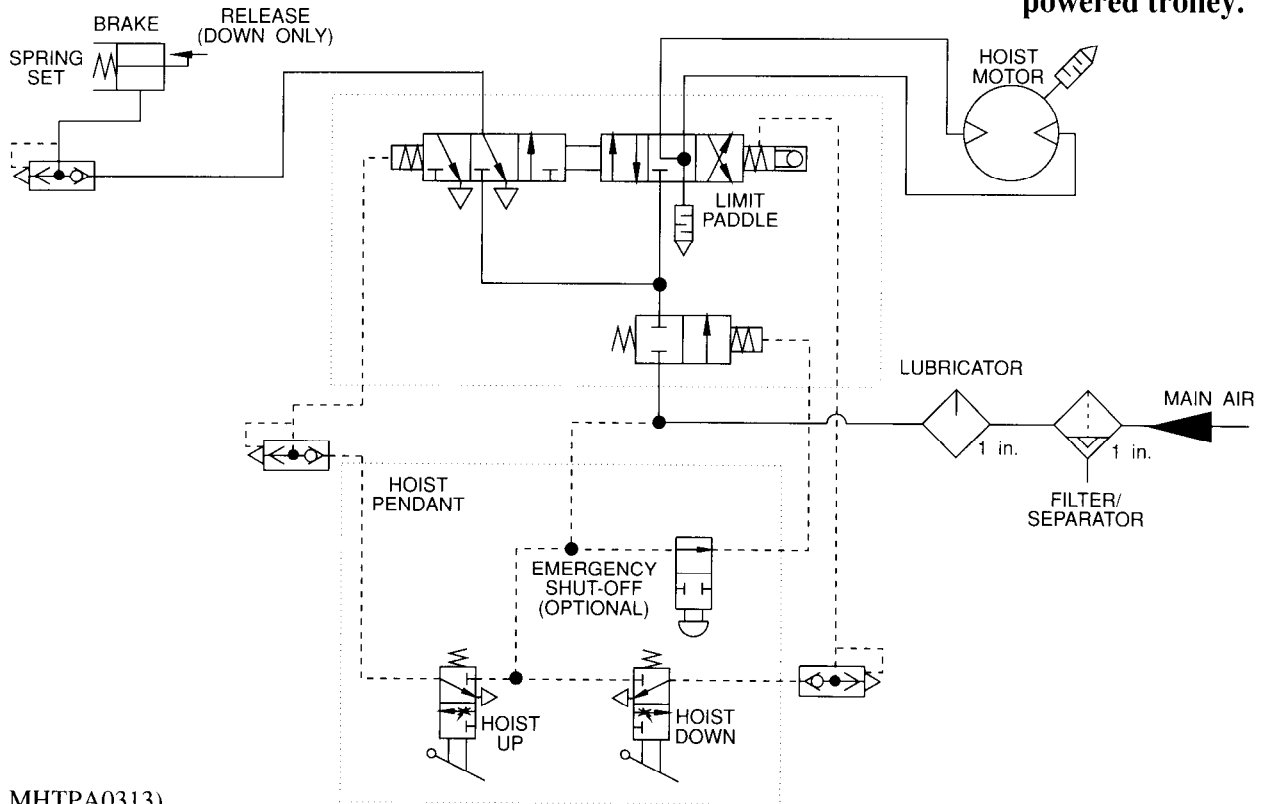 powered trolley.
BRAKE
RELEASE
(DOWN ONLY)
SPRING
SET
HOIST
MOTOR
LIMIT
PADDLE
LUBRICATOR
MAIN AIR
1 in.
1 in.
FILTER/
SEPARATOR
HOIST
PENDANT
EMERGENCY
SHUT-OFF
(OPTIONAL)
HOIST
UP
HOIST
DOWN
MHTPA0313)